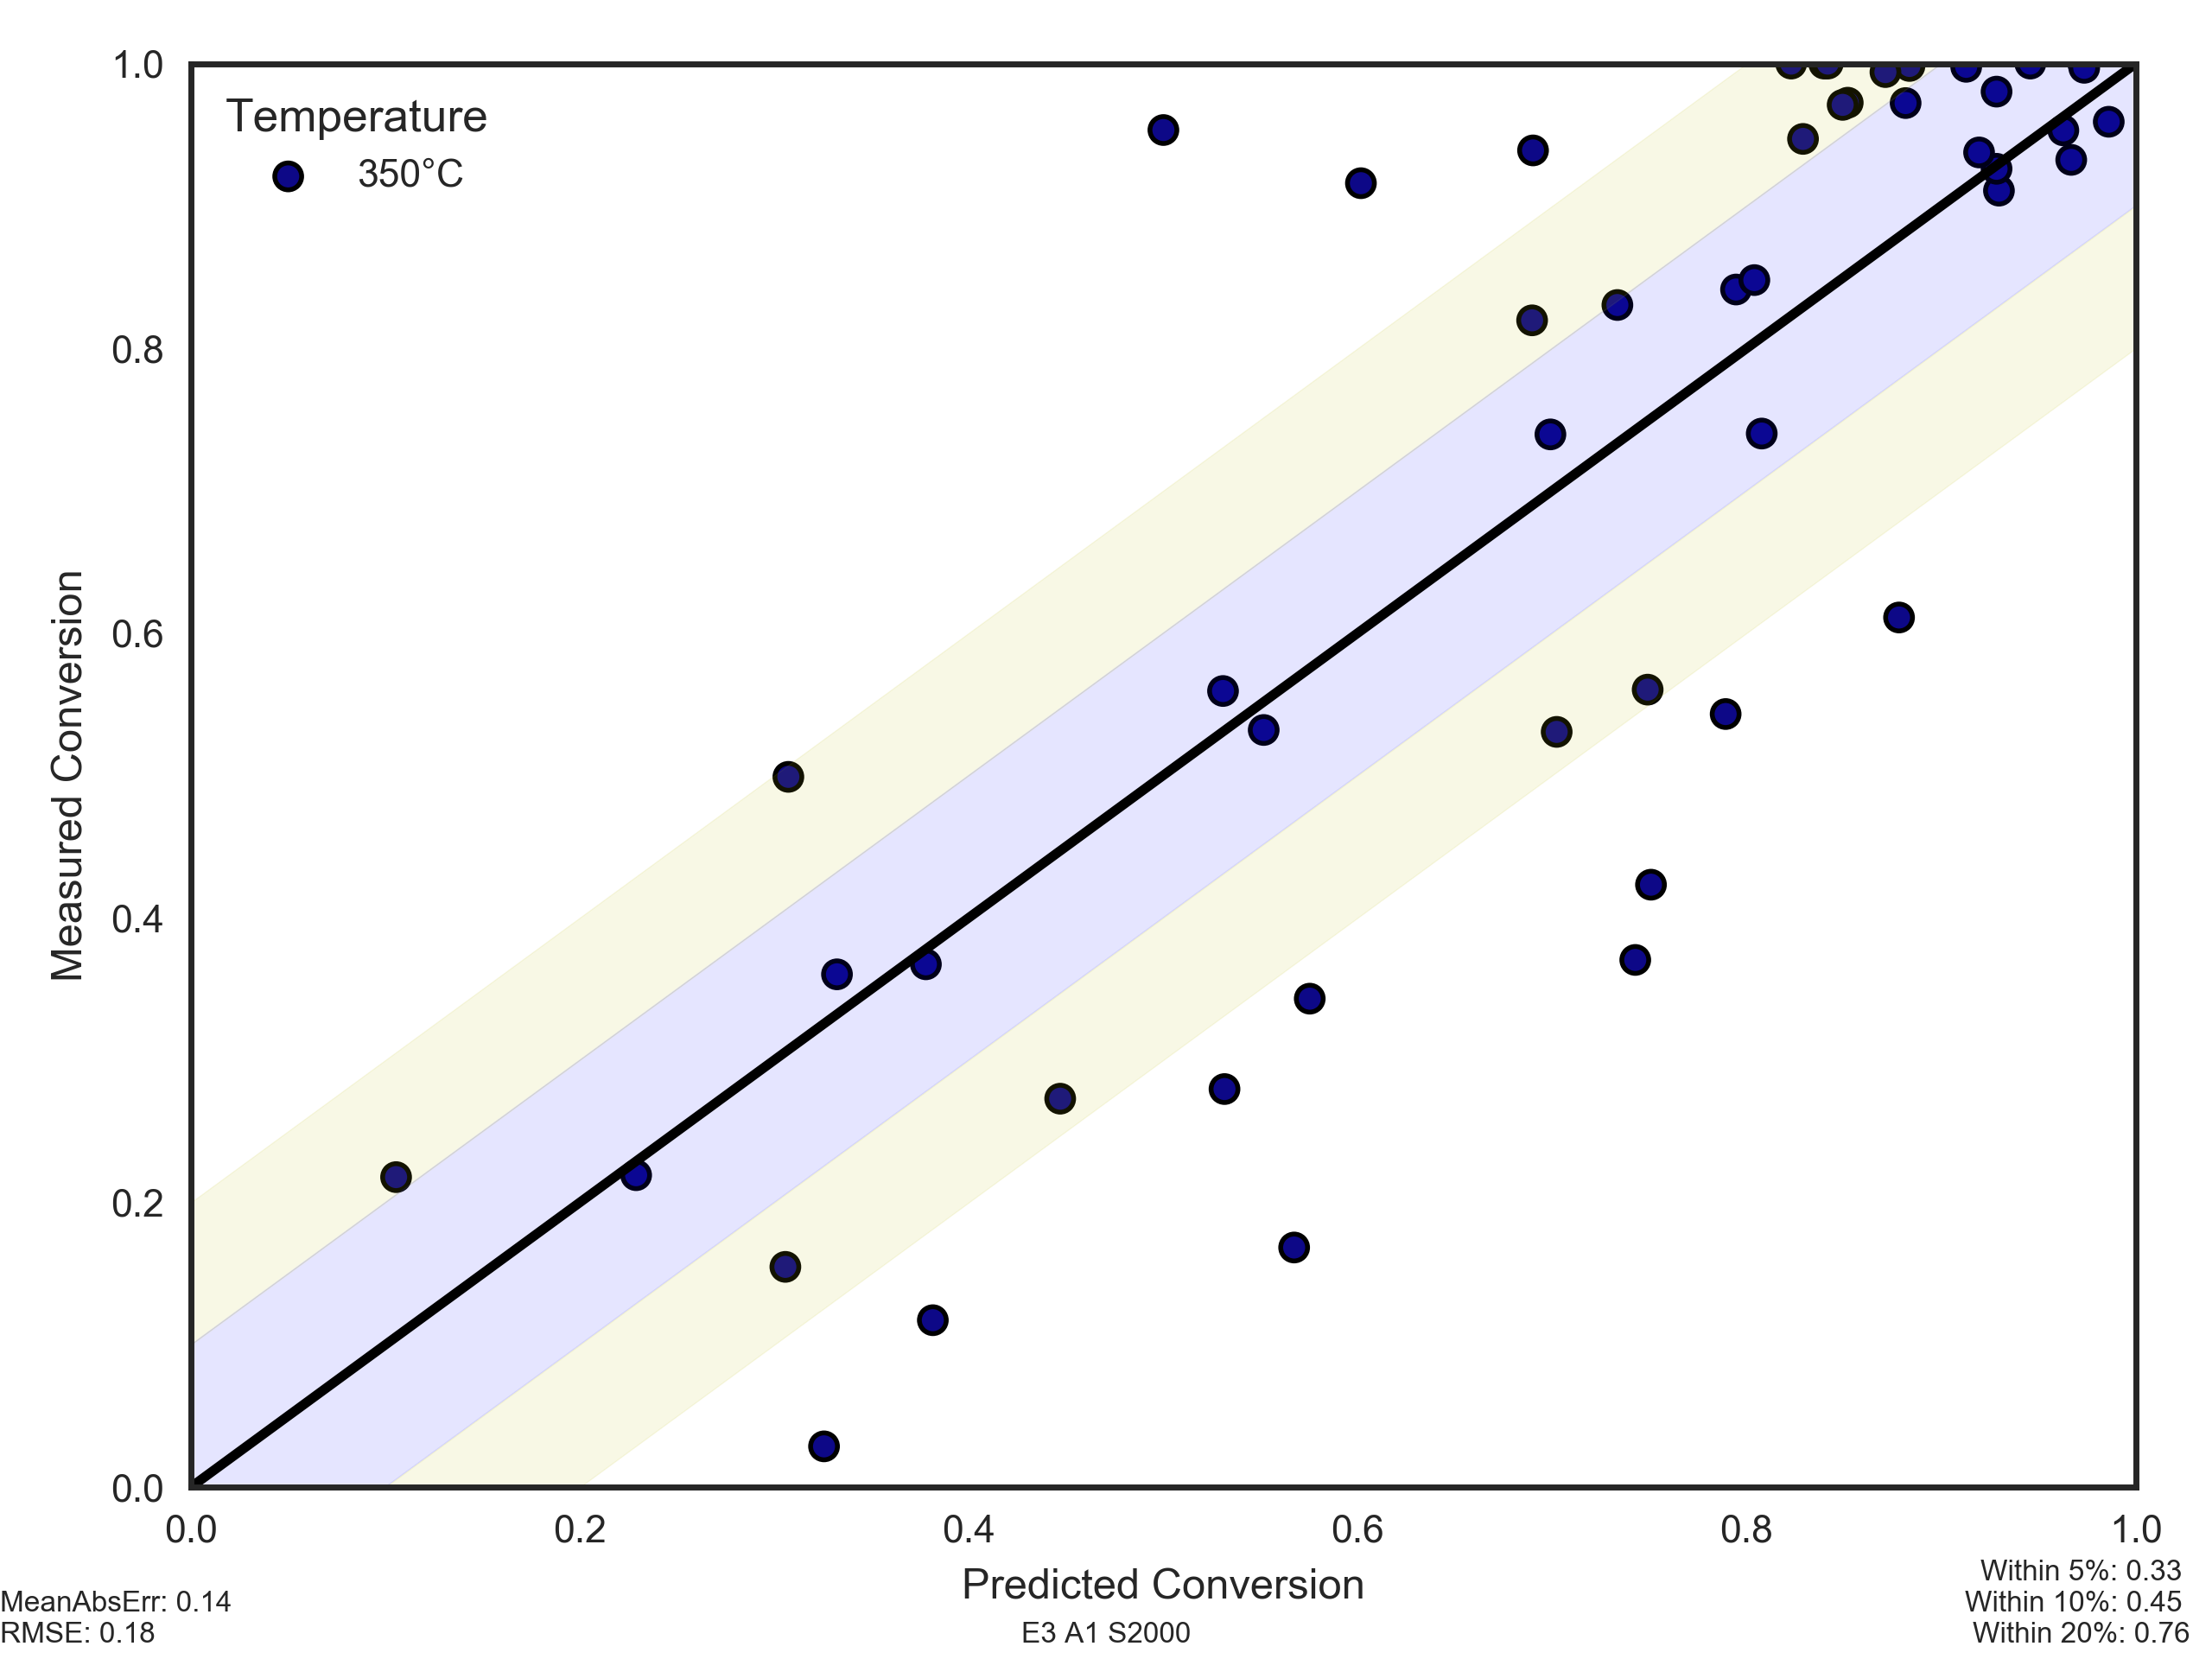 1.0
Temperature
350°C
0.8
0.6
0.4
0.2
0.0
Measured Conversion
0.0 0.2 0.4 0.6 0.8 1.0
Predicted Conversion
E3 A1 S2000
MeanAbsErr: 0.14
RMSE: 0.18
Within 5%: 0.33
Within 10%: 0.45
Within 20%: 0.76